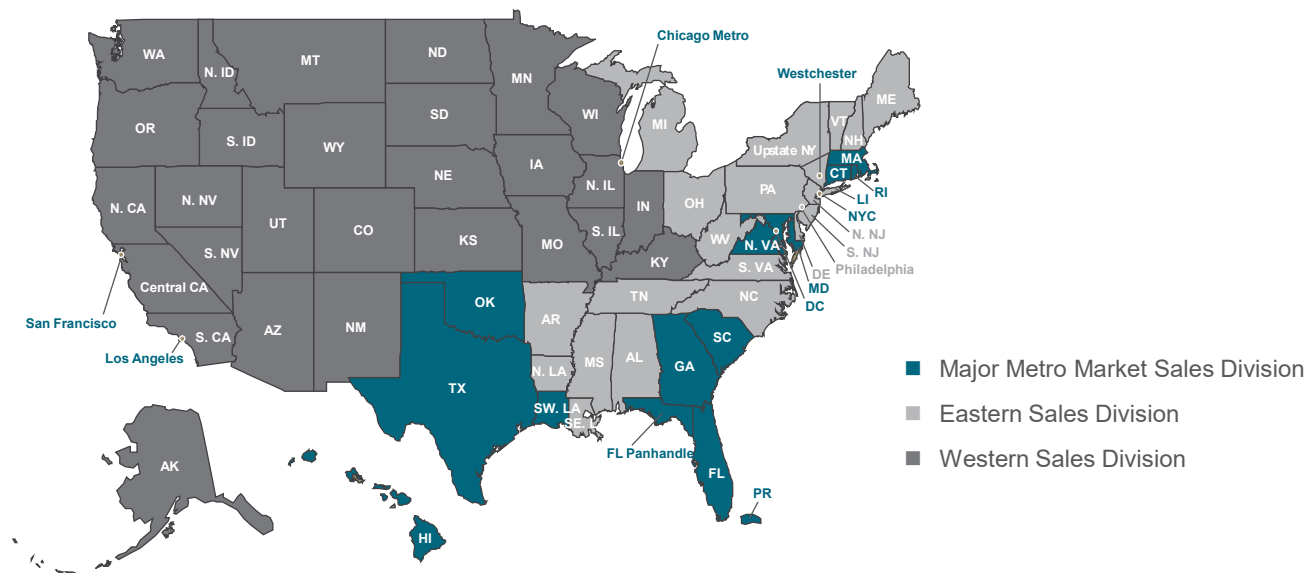 Chicago Metro
Westchester
WA
N. ID
MT
ND
MN
WI
MI
ME
VT
NH
Upstate NY
MA
CT
RI
OR
S. ID
WY
SD
IA
NE
N. IL
IN
OH
PA
LI
NYC
N. NJ
S. NJ
Philadelphia
N. CA
N. NV
UT
CO
KS
MO
S. IL
KY
WV
N. VA
S. VA
DE
MD
DC
S. NV
Central CA
San Francisco
S. CA
Los Angeles
AZ
NM
OK
AR
TN
NC
SC
TX
N. LA
MS
AL
GA
SW. LA
SE. L
FL Panhandle
FL
PR
AK
HI
Major Metro Market Sales Division
Eastern Sales Division
Western Sales Division